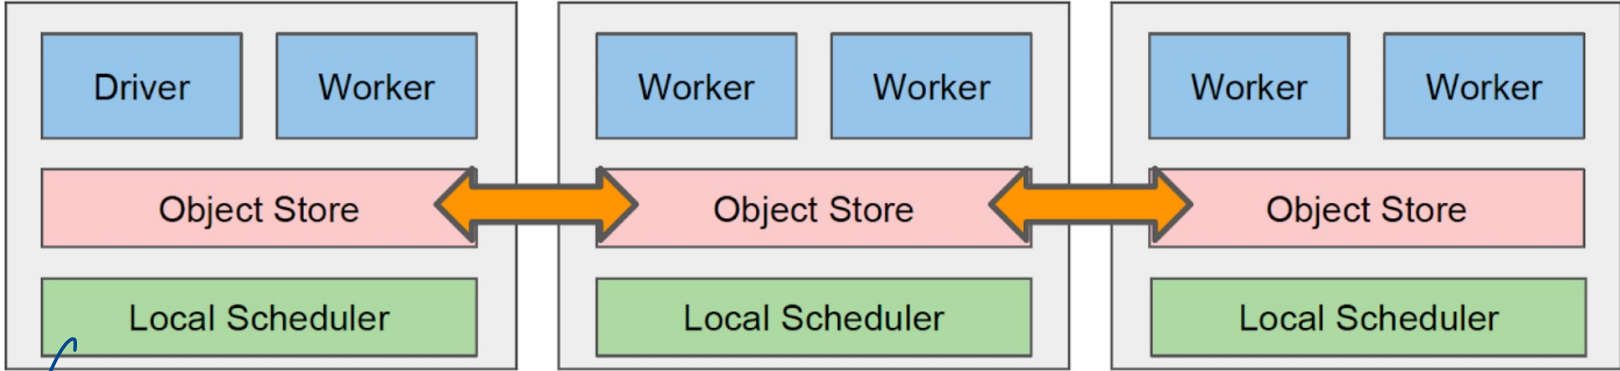 Driver Worker Worker Worker Worker Worker
Object Store Object Store Object Store
Local Scheduler Local Scheduler Local Scheduler